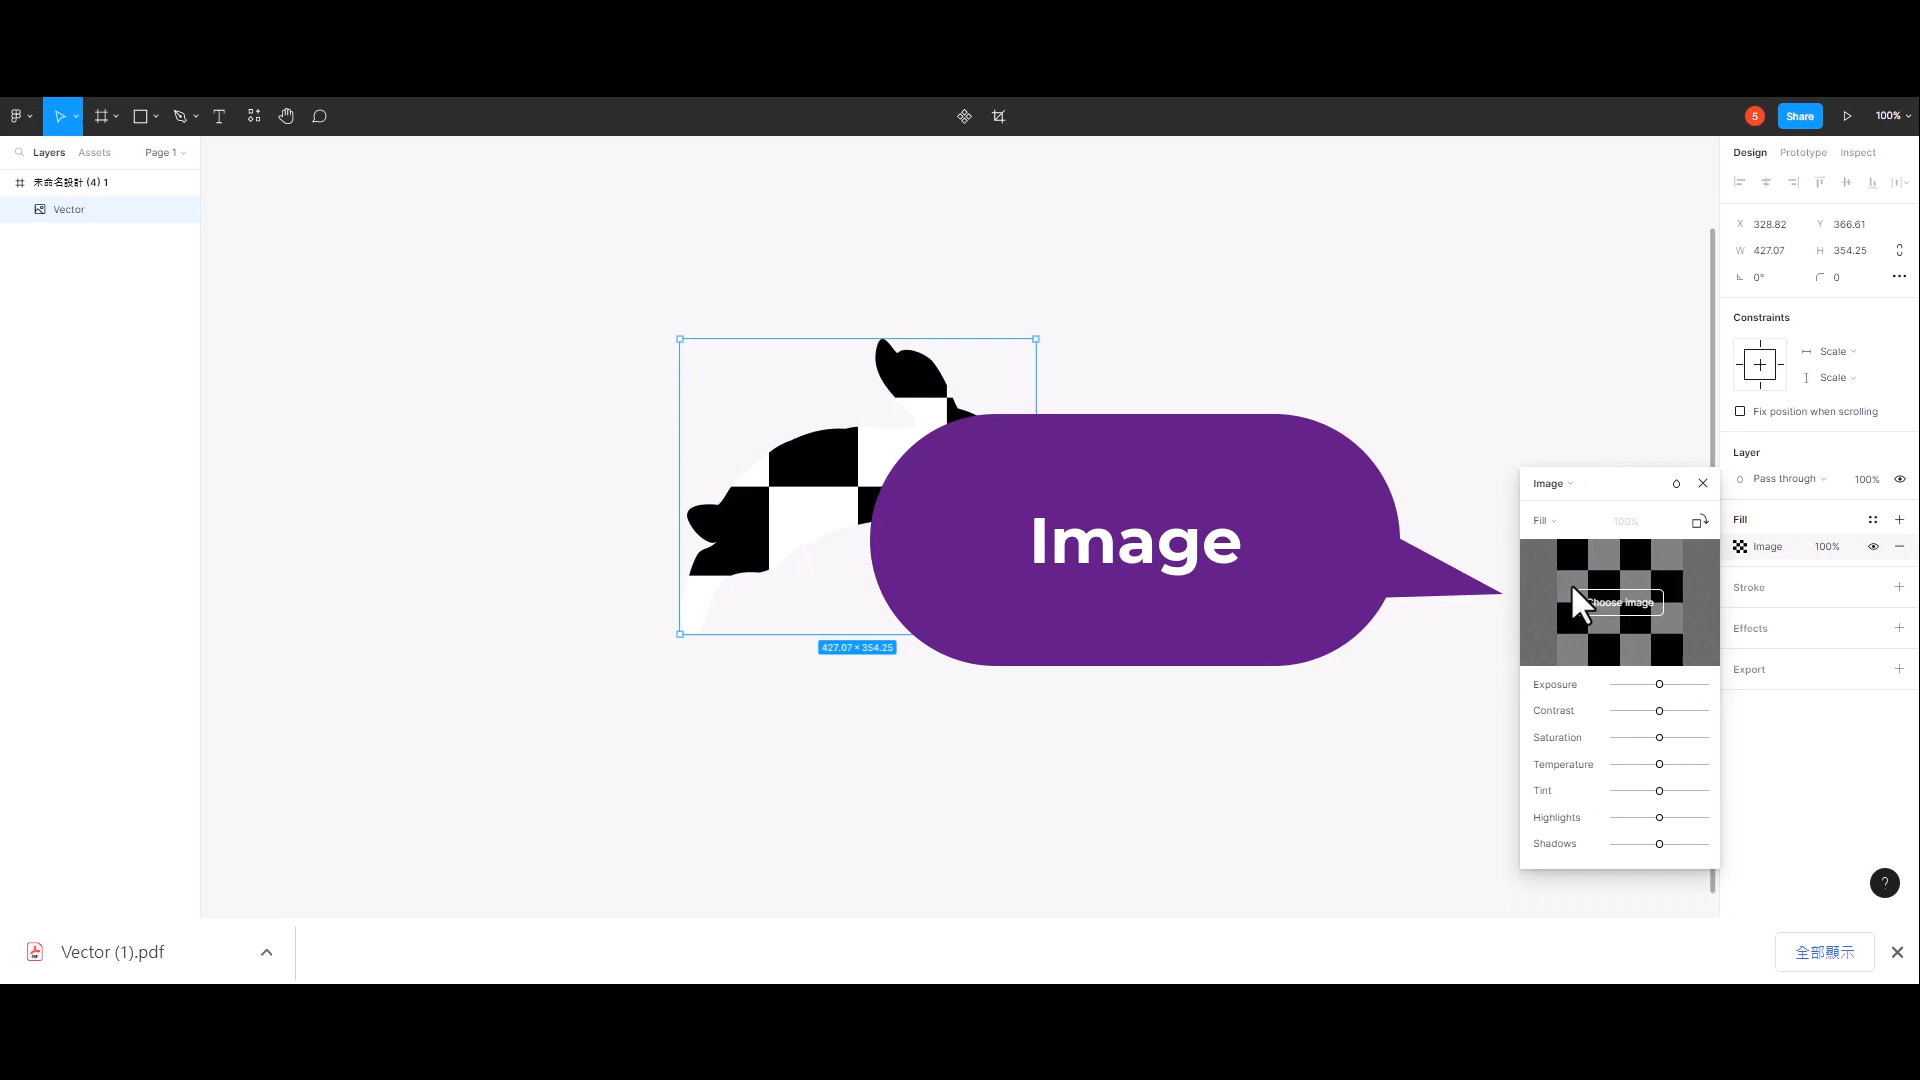 5
Share
100%
Layers
Assets
Page 1
Design
Prototype
Inspect
未命名設計 (4) 1
Vector
X 328.82
Y 366.61
W 427.07
H 354.25
0°
0
Constraints
Scale
Scale
Fix position when scrolling
Layer
Pass through
100%
Fill
Image
100%
Stroke
Effects
Export
Image
427.07 × 354.25
Image
Fill
100%
Choose image
Exposure
Contrast
Saturation
Temperature
Tint
Highlights
Shadows
?
Vector (1).pdf
全部顯示